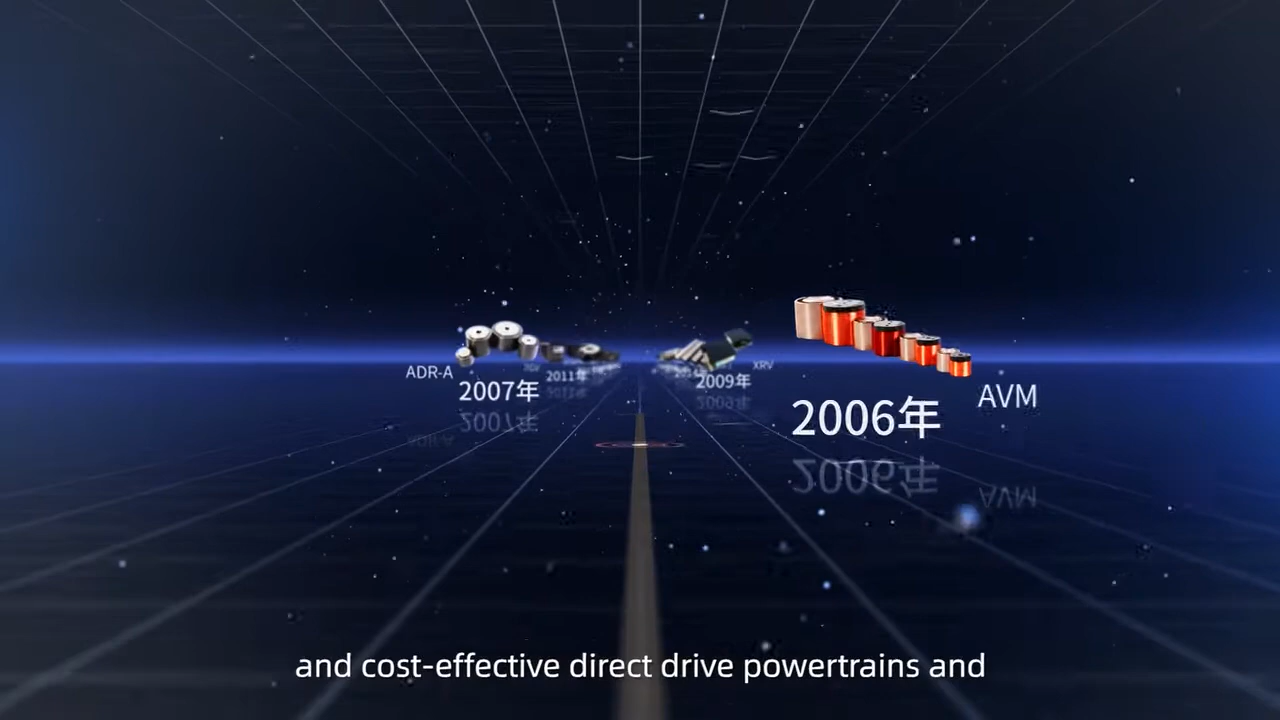 ADR-A
2007年
2011年
2009年
XRV
2006年
AVM
and cost-effective direct drive powertrains and